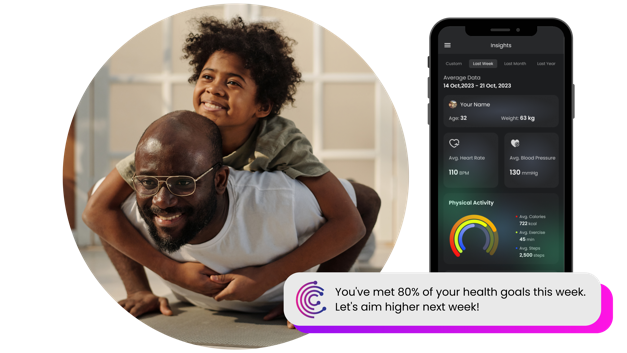 Insights
Custom Last Week Last Month Last Year
Average Data
14 Oct,2023 - 21 Oct, 2023
Your Name
Age: 32 Weight: 63 kg
Avg. Heart Rate Avg. Blood Pressure
110 BPM 130 mmHg
Physical Activity
Avg. Calories
722 kcal
Avg. Exercise
45 min
Avg. Steps
2,500 steps
You've met 80% of your health goals this week.
Let's aim higher next week!